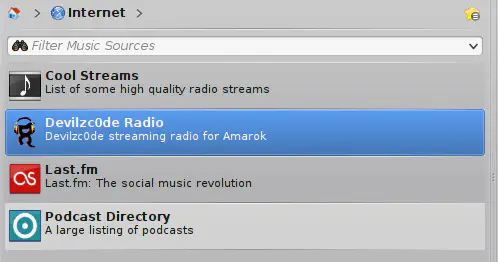 Internet
Filter Music Sources
Cool Streams
List of some high quality radio streams
Devilzc0de Radio
Devilzc0de streaming radio for Amarok
Last.fm
Last.fm: The social music revolution
Podcast Directory
A large listing of podcasts